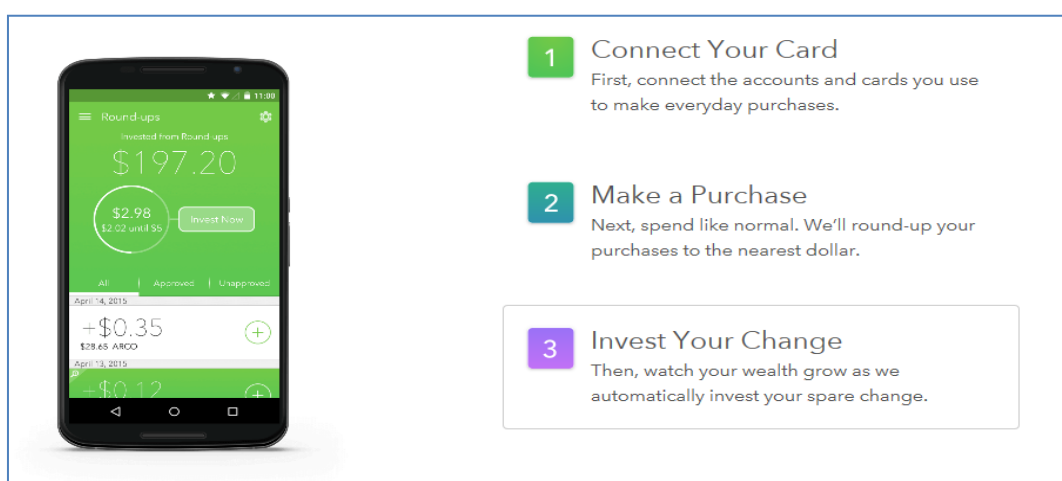 11:00
Round-ups
Invested from Round-ups
$197.20
$2.98
$2.02 until $5
Invest Now
All | Approved | Unapproved
April 14, 2015
+$0.35
$28.65 ARCO
April 13, 2015
+$0.12
1
Connect Your Card
First, connect the accounts and cards you use
to make everyday purchases.
2
Make a Purchase
Next, spend like normal. We'll round-up your
purchases to the nearest dollar.
3
Invest Your Change
Then, watch your wealth grow as we
automatically invest your spare change.